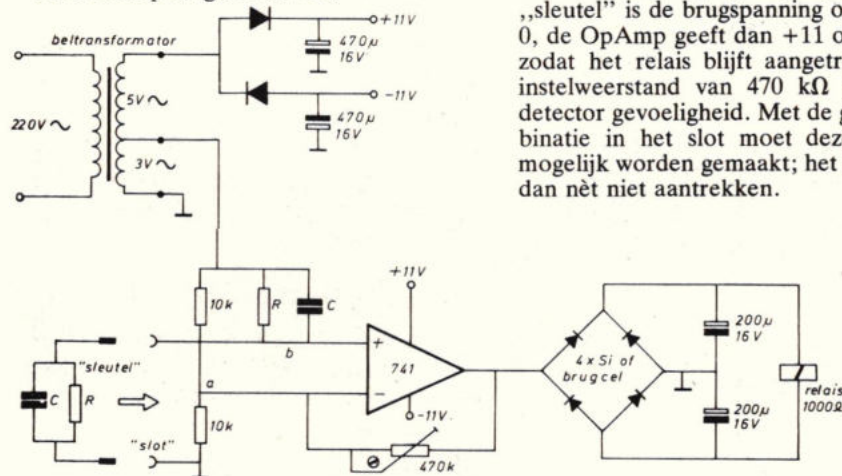 ,,sleutel” is de brugspanning o
0, de OpAmp geeft dan +11 o
zodat het relais blijft aangetr
instelweerstand van 470 kΩ
detector gevoeligheid. Met de g
binatie in het slot moet dez
mogelijk worden gemaakt; het
dan nèt niet aantrekken.
beltransformator
220V ~
5V ~
3V ~
+11V
470µ
16V
-11V
470µ
16V
10k
R
C
+11V
"sleutel"
C
R
b
a
+
741
-
-11V
10k
"slot"
470k
4 x Si of
brugcel
200µ
16V
200µ
16V
relais
1000Ω